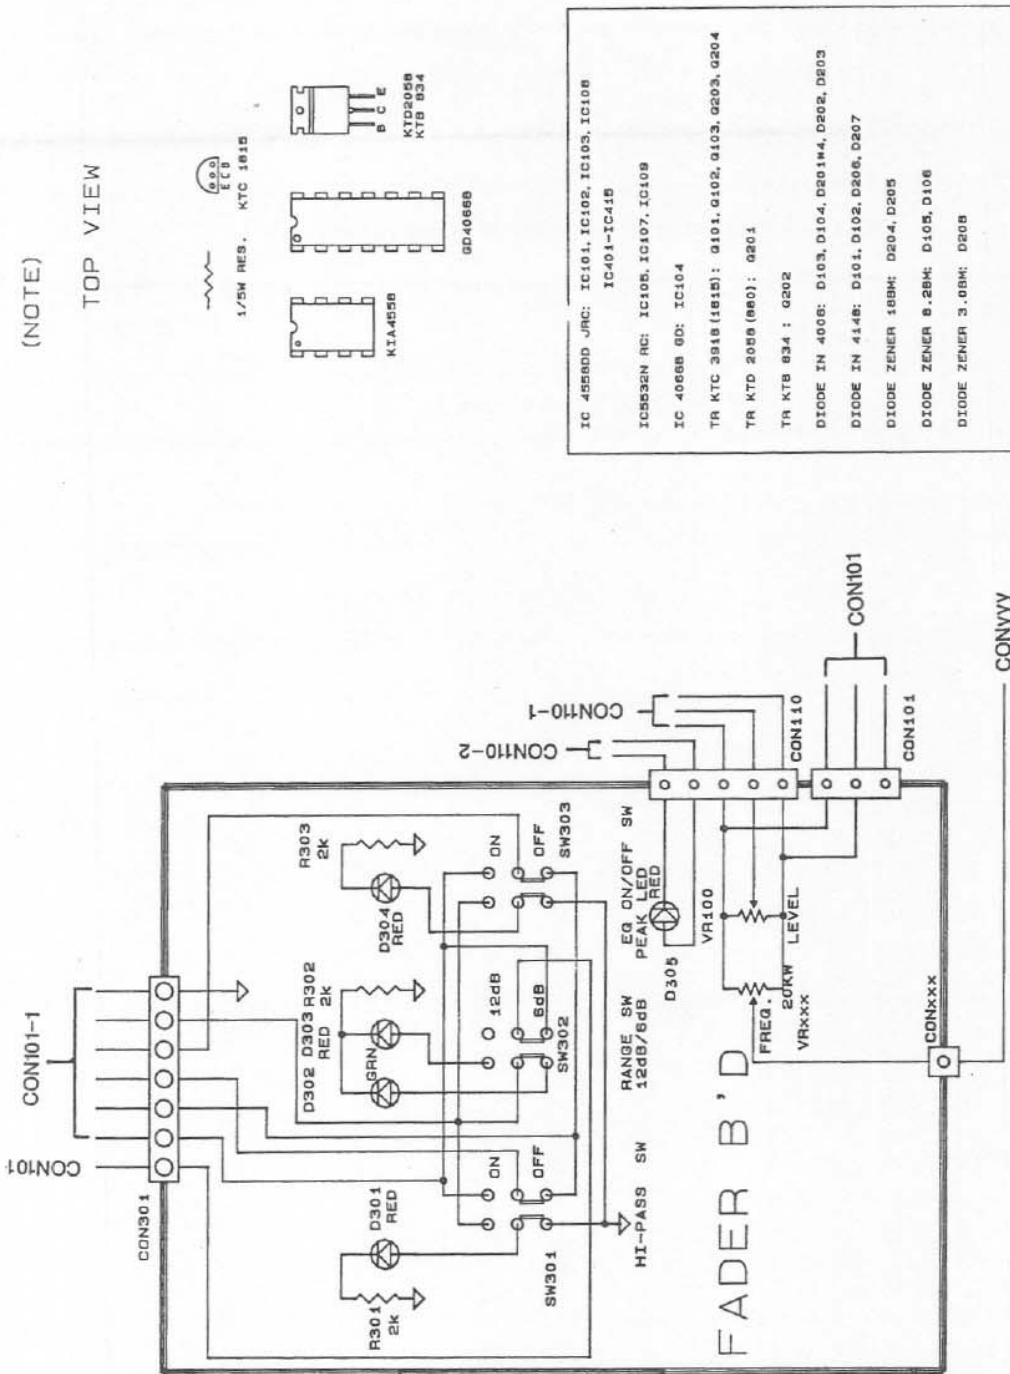 (NOTE)
TOP VIEW
1/5W RES.
E C B
KTC 1815
B C E
KTD2058
KTB 834
KIA4558
GD4066B
IC 4558DD JRC: IC101, IC102, IC103, IC108
IC401-IC415
IC5532N RC: IC105, IC107, IC109
IC 4066B GD: IC104
TR KTC 3918(1815): Q101, Q102, Q103, Q203, Q204
TR KTD 2058(880): Q201
TR KTB 834 : Q202
DIODE IN 4006: D103, D104, D201M4, D202, D203
DIODE IN 4148: D101, D102, D206, D207
DIODE ZENER 18BM: D204, D205
DIODE ZENER 8.2BM: D105, D106
DIODE ZENER 3.0BM: D208
CON101
CON101-1
CON301
R301
2k
D301
RED
D302
GRN
D303
RED
R302
2k
D304
RED
R303
2k
ON
OFF
SW301
12dB
6dB
SW302
ON
OFF
SW303
HI-PASS SW
RANGE SW
12dB/6dB
EQ ON/OFF SW
PEAK LED
RED
D305
VR100
LEVEL
FREQ.
20KW
VRxxx
FADER B'D
CON110-2
CON110-1
CON110
CON101
CON101
CONxxx
CONyyy